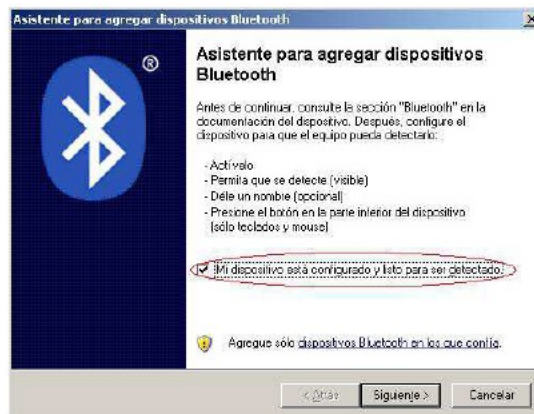 Asistente para agregar dispositivos Bluetooth
®
Asistente para agregar dispositivos
Bluetooth
Antes de continuar, consulte la sección "Bluetooth" en la
documentación del dispositivo. Después, configure el
dispositivo para que el equipo pueda detectarlo:
- Actívelo
- Permita que se detecte (visible)
- Déle un nombre (opcional)
- Presione el botón en la parte inferior del dispositivo
(sólo teclados y mouse)
Mi dispositivo está configurado y listo para ser detectado.
Agregue sólo dispositivos Bluetooth en los que confía.
< Atrás
Siguiente >
Cancelar